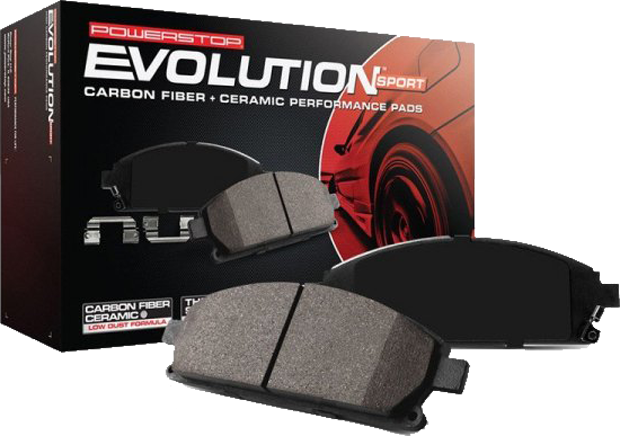 POWERSTOP
EVOLUTION
SPORT
CARBON FIBER + CERAMIC PERFORMANCE PADS
CARBON FIBER
CERAMIC
LOW DUST FORMULA